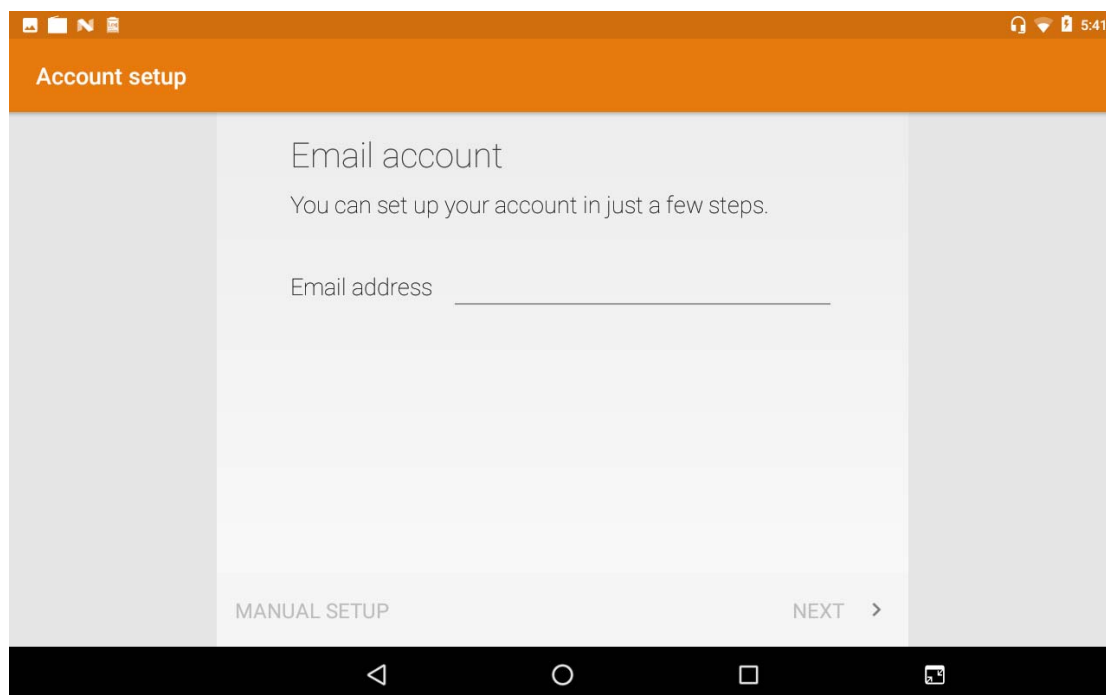 5:41
Account setup
Email account
You can set up your account in just a few steps.
Email address
MANUAL SETUP
NEXT